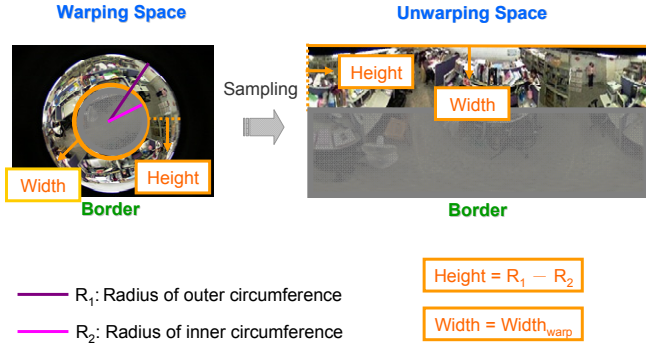 Warping Space
Unwarping Space
Sampling
Height
Width
Width
Height
Border
Border
R₁: Radius of outer circumference
R₂: Radius of inner circumference
Height = R₁ − R₂
Width = Width_warp